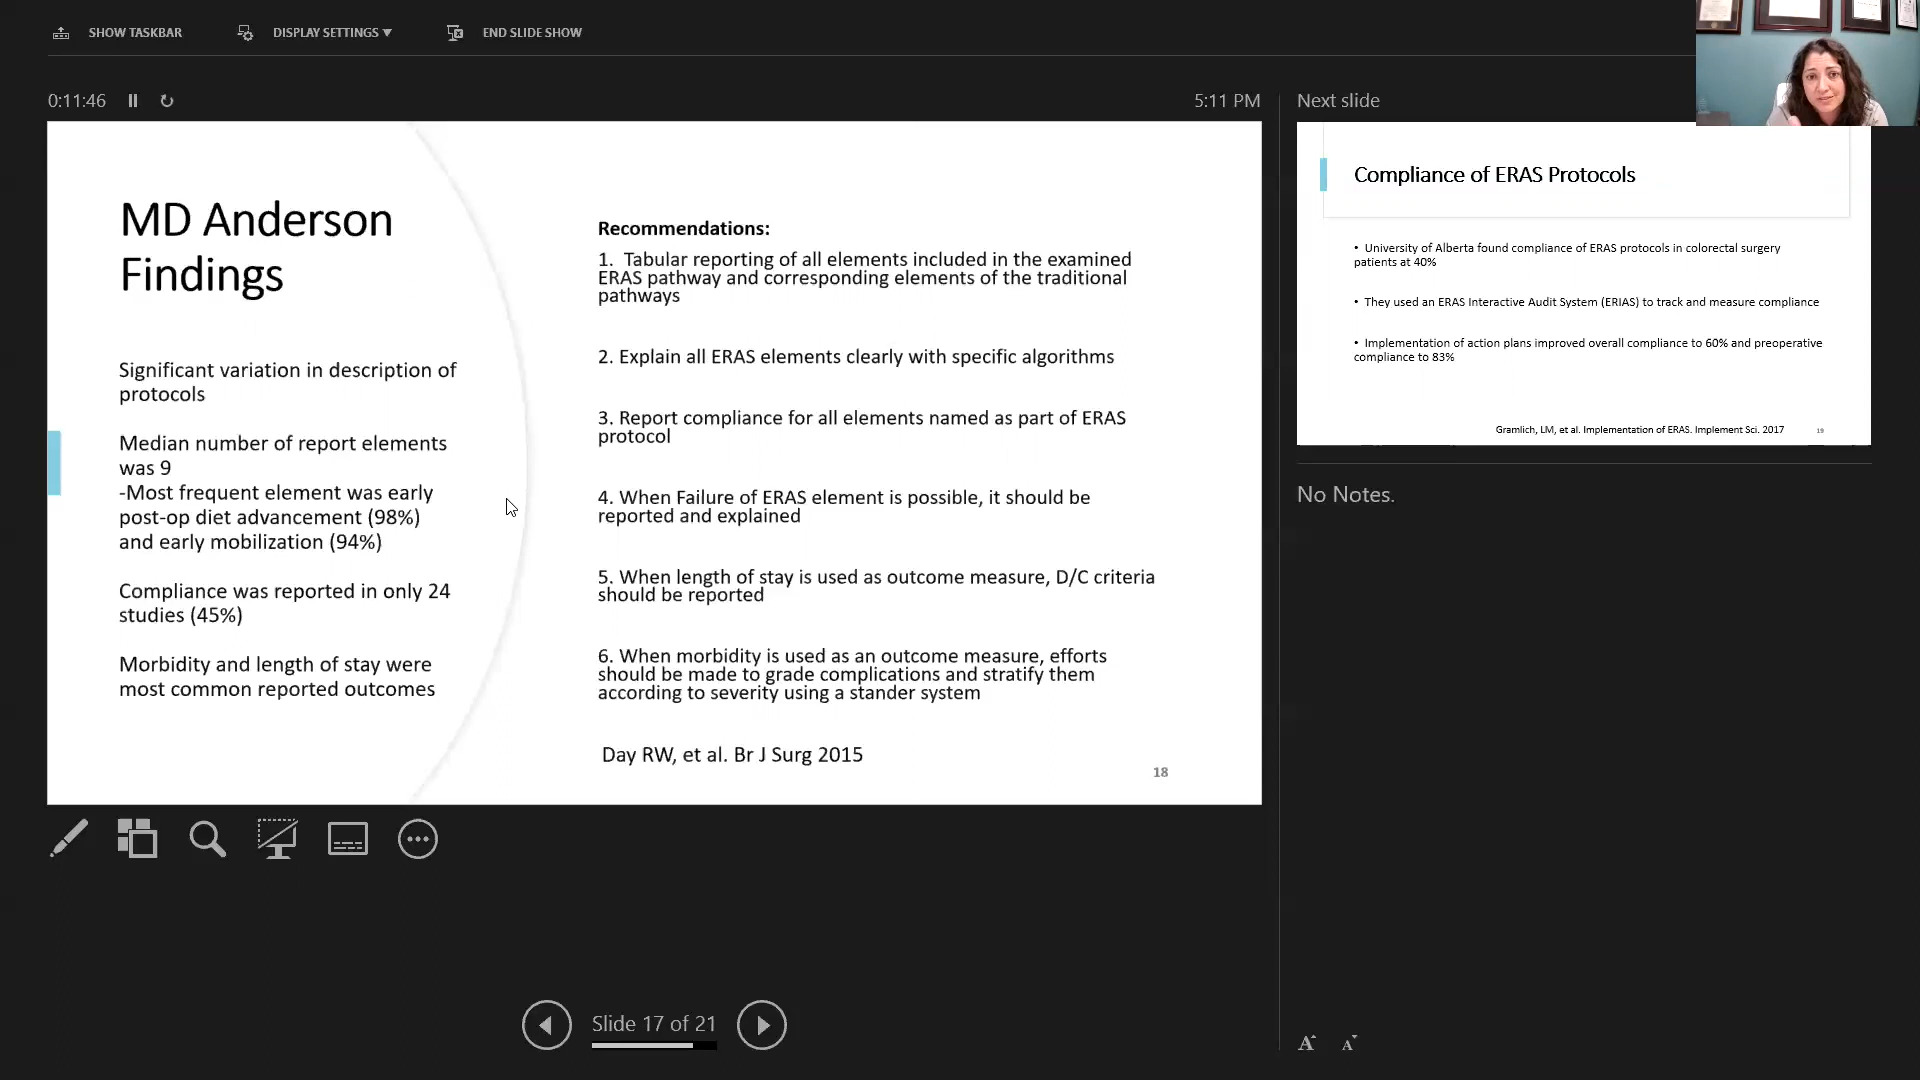 SHOW TASKBAR
DISPLAY SETTINGS ▼
END SLIDE SHOW
0:11:46
5:11 PM
MD Anderson
Findings
Significant variation in description of
protocols
Median number of report elements
was 9
-Most frequent element was early
post-op diet advancement (98%)
and early mobilization (94%)
Compliance was reported in only 24
studies (45%)
Morbidity and length of stay were
most common reported outcomes
Recommendations:
1. Tabular reporting of all elements included in the examined
ERAS pathway and corresponding elements of the traditional
pathways
2. Explain all ERAS elements clearly with specific algorithms
3. Report compliance for all elements named as part of ERAS
protocol
4. When Failure of ERAS element is possible, it should be
reported and explained
5. When length of stay is used as outcome measure, D/C criteria
should be reported
6. When morbidity is used as an outcome measure, efforts
should be made to grade complications and stratify them
according to severity using a stander system
Day RW, et al. Br J Surg 2015
18
Next slide
Compliance of ERAS Protocols
• University of Alberta found compliance of ERAS protocols in colorectal surgery
patients at 40%
• They used an ERAS Interactive Audit System (ERIAS) to track and measure compliance
• Implementation of action plans improved overall compliance to 60% and preoperative
compliance to 83%
Gramlich, LM, et al. Implementation of ERAS. Implement Sci. 2017
19
No Notes.
Slide 17 of 21
A A